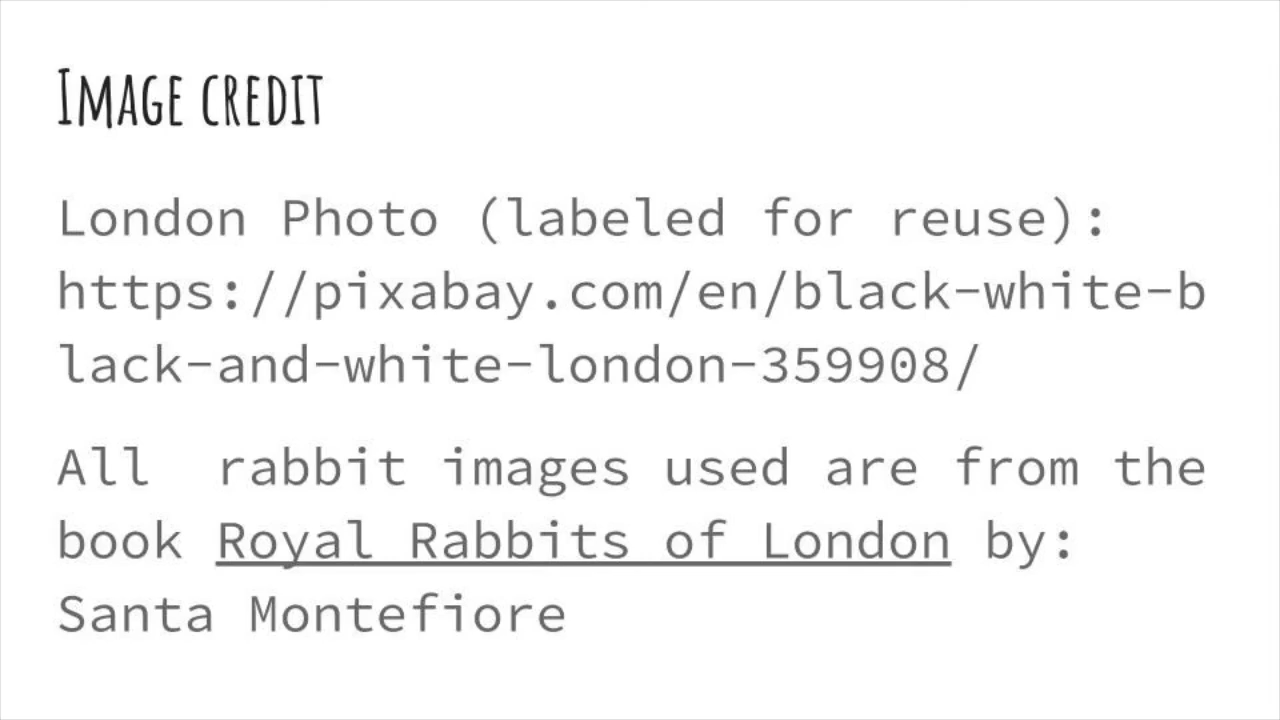 Image credit
London Photo (labeled for reuse):
https://pixabay.com/en/black-white-b
lack-and-white-london-359908/
All  rabbit images used are from the
book Royal Rabbits of London by:
Santa Montefiore